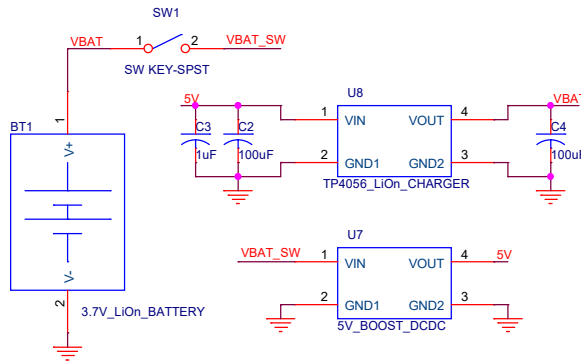 SW1
VBAT
1
2
VBAT_SW
SW KEY-SPST
BT1
1
V+
V-
2
3.7V_LiOn_BATTERY
U8
5V
C3
1uF
C2
100uF
1
VIN
VOUT
4
VBAT
2
GND1
GND2
3
C4
100uF
TP4056_LiOn_CHARGER
U7
VBAT_SW
1
VIN
VOUT
4
5V
2
GND1
GND2
3
5V_BOOST_DCDC